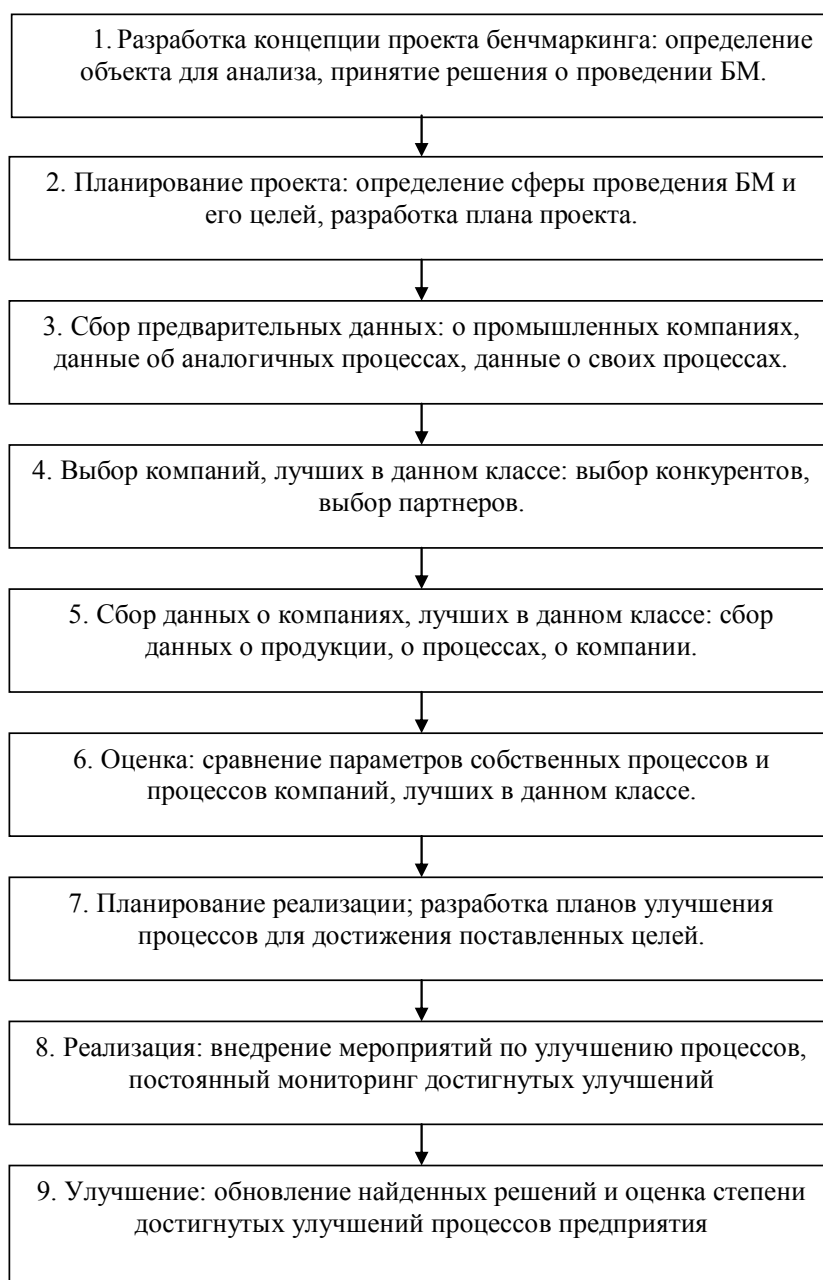 1. Разработка концепции проекта бенчмаркинга: определение
объекта для анализа, принятие решения о проведении БМ.
2. Планирование проекта: определение сферы проведения БМ и
его целей, разработка плана проекта.
3. Сбор предварительных данных: о промышленных компаниях,
данные об аналогичных процессах, данные о своих процессах.
4. Выбор компаний, лучших в данном классе: выбор конкурентов,
выбор партнеров.
5. Сбор данных о компаниях, лучших в данном классе: сбор
данных о продукции, о процессах, о компании.
6. Оценка: сравнение параметров собственных процессов и
процессов компаний, лучших в данном классе.
7. Планирование реализации; разработка планов улучшения
процессов для достижения поставленных целей.
8. Реализация: внедрение мероприятий по улучшению процессов,
постоянный мониторинг достигнутых улучшений
9. Улучшение: обновление найденных решений и оценка степени
достигнутых улучшений процессов предприятия